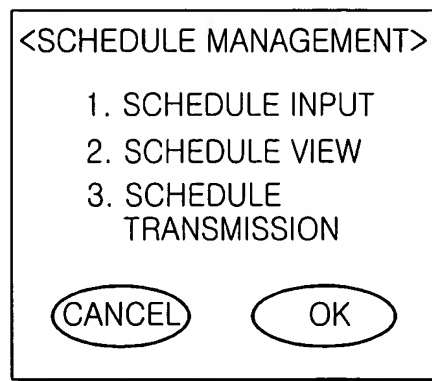 <SCHEDULE MANAGEMENT>
1. SCHEDULE INPUT
2. SCHEDULE VIEW
3. SCHEDULE
TRANSMISSION
CANCEL OK